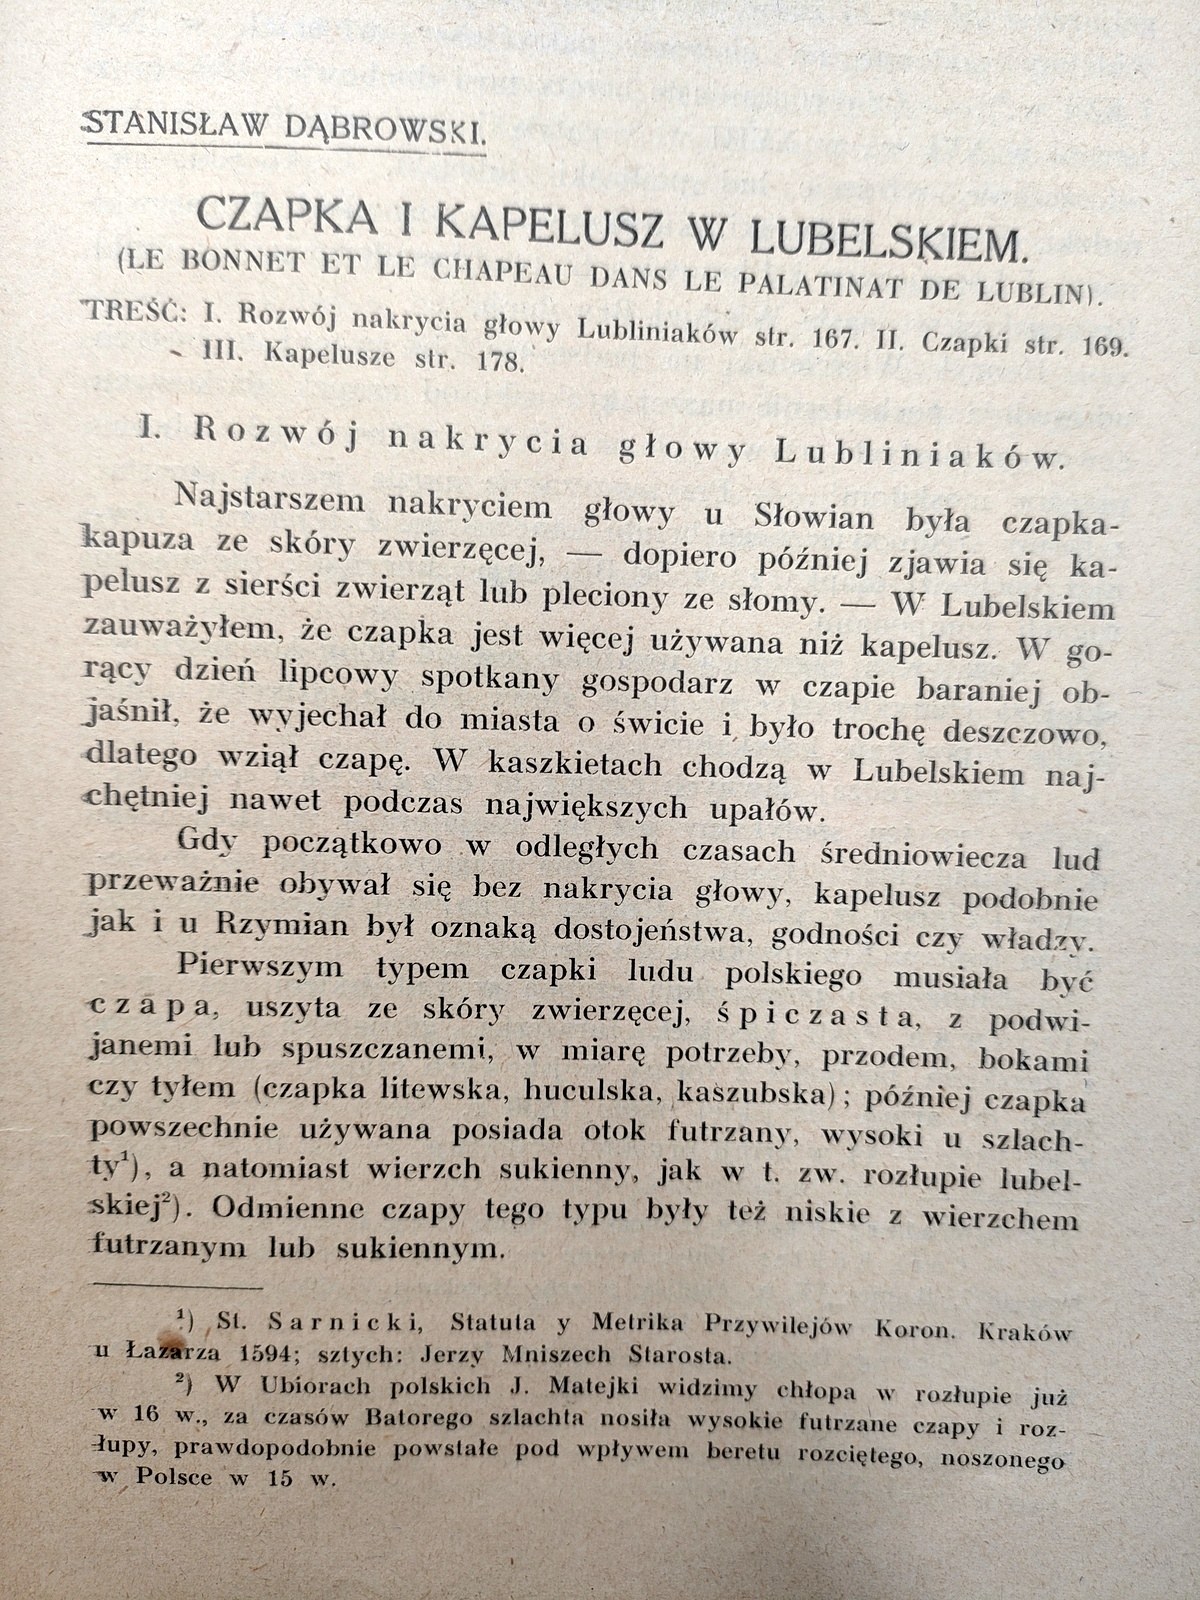 STANISŁAW DĄBROWSKI.
CZAPKA I KAPELUSZ W LUBELSKIEM.
(LE BONNET ET LE CHAPEAU DANS LE PALATINAT DE LUBLIN).
TREŚĆ: I. Rozwój nakrycia głowy Lubliniaków str. 167. II. Czapki str. 169.
III. Kapelusze str. 178.
I. Rozwój nakrycia głowy Lubliniaków.
Najstarszem nakryciem głowy u Słowian była czapka-
kapuza ze skóry zwierzęcej, — dopiero później zjawia się ka-
pelusz z sierści zwierząt lub pleciony ze słomy. — W Lubelskiem
zauważyłem, że czapka jest więcej używana niż kapelusz. W go-
rący dzień lipcowy spotkany gospodarz w czapie baraniej ob-
jaśnił, że wyjechał do miasta o świcie i było trochę deszczowo,
dlatego wziął czapę. W kaszkietach chodzą w Lubelskiem naj-
chętniej nawet podczas największych upałów.
Gdy początkowo w odległych czasach średniowiecza lud
przeważnie obywał się bez nakrycia głowy, kapelusz podobnie
jak i u Rzymian był oznaką dostojeństwa, godności czy władzy.
Pierwszym typem czapki ludu polskiego musiała być
czapa, uszyta ze skóry zwierzęcej, śpiczasta, z podwi-
janemi lub spuszczanemi, w miarę potrzeby, przodem, bokami
czy tyłem (czapka litewska, huculska, kaszubska); później czapka
powszechnie używana posiada otok futrzany, wysoki u szlach-
ty¹), a natomiast wierzch sukienny, jak w t. zw. rozłupie lubel-
skiej²). Odmienne czapy tego typu były też niskie z wierzchem
futrzanym lub sukiennym.
¹) St. Sarnicki, Statuta y Metrika Przywilejów Koron. Kraków
u Łazarza 1594; sztych: Jerzy Mniszech Starosta.
²) W Ubiorach polskich J. Matejki widzimy chłopa w rozłupie już
w 16 w., za czasów Batorego szlachta nosiła wysokie futrzane czapy i roz-
łupy, prawdopodobnie powstałe pod wpływem beretu rozciętego, noszonego
w Polsce w 15 w.